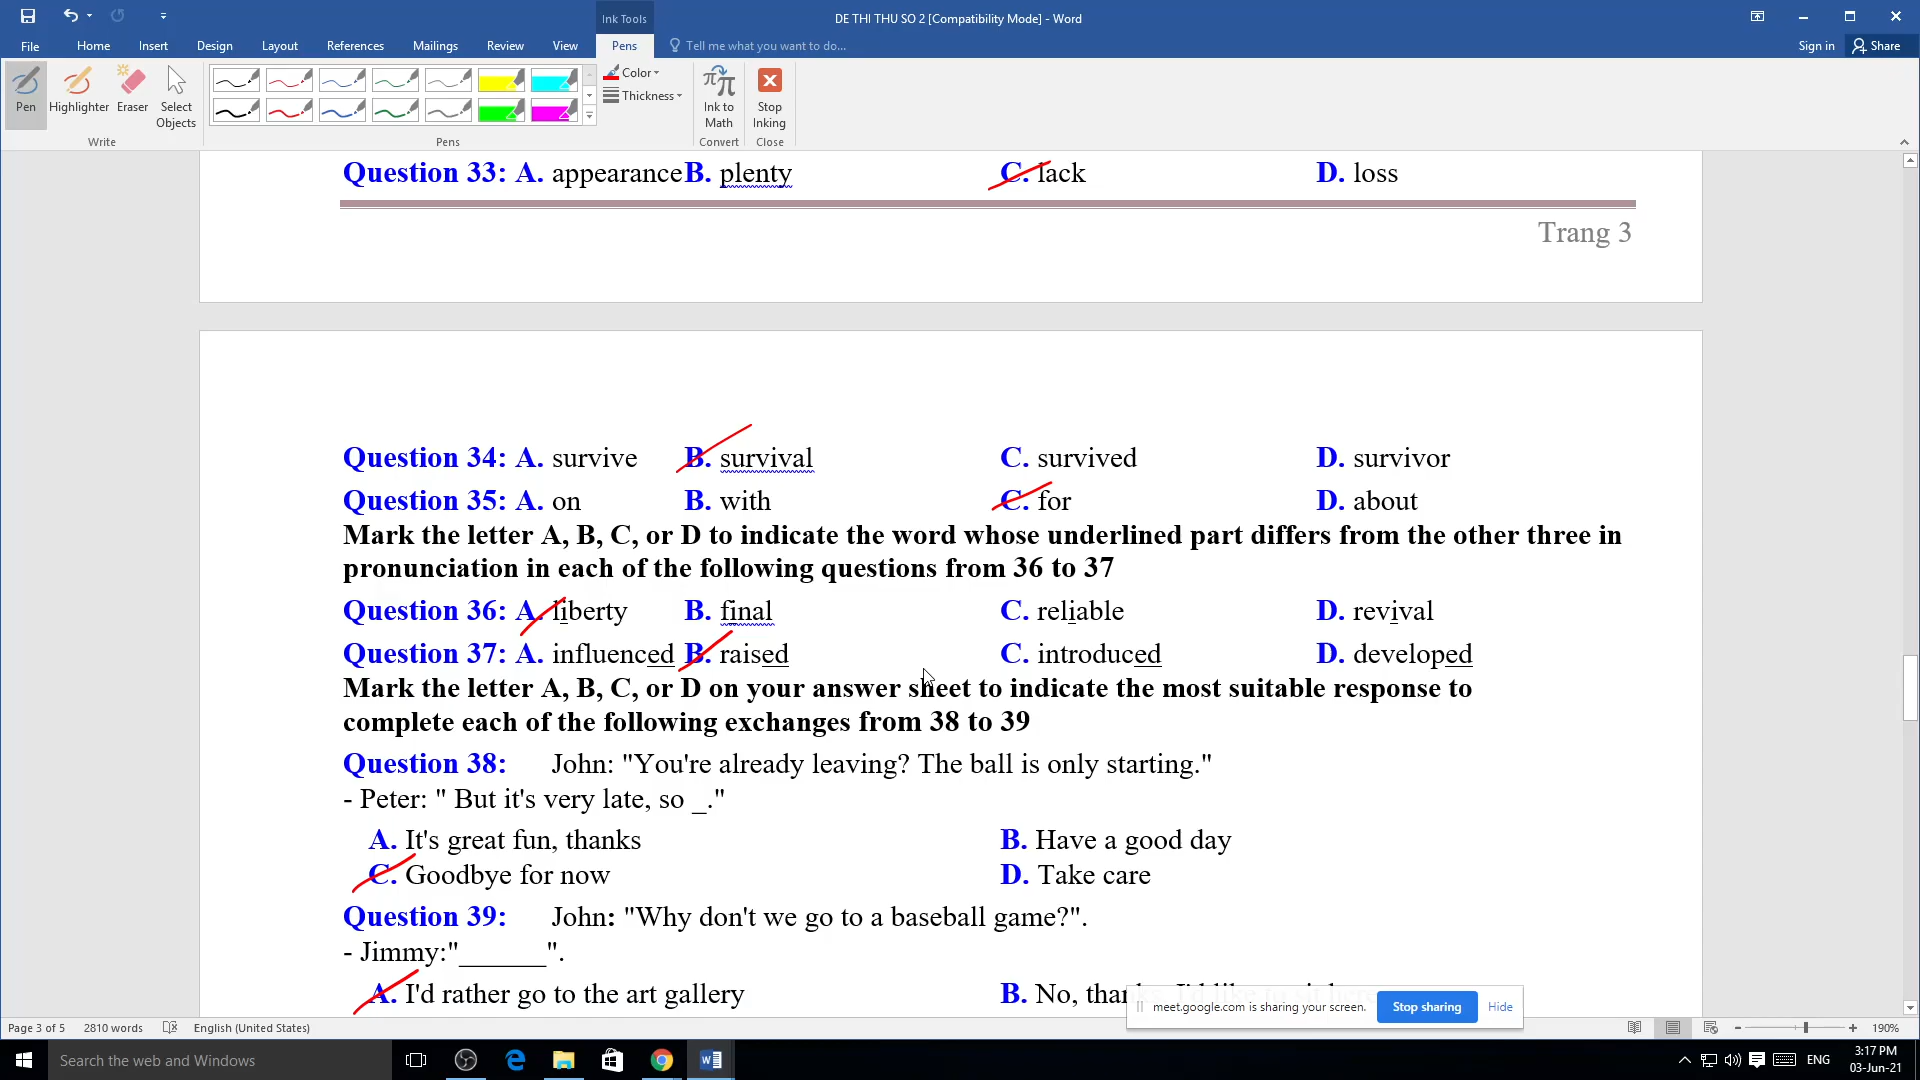 Ink Tools
DE THI THU SO 2 [Compatibility Mode] - Word
File Home Insert Design Layout References Mailings Review View Pens Tell me what you want to do... Sign in Share
Pen Highlighter Eraser Select Objects
Color
Thickness
Ink to Math
Stop Inking
Write Pens Convert Close
Question 33: A. appearance B. plenty C. lack D. loss
Trang 3
Question 34: A. survive B. survival C. survived D. survivor
Question 35: A. on B. with C. for D. about
Mark the letter A, B, C, or D to indicate the word whose underlined part differs from the other three in
pronunciation in each of the following questions from 36 to 37
Question 36: A. liberty B. final C. reliable D. revival
Question 37: A. influenced B. raised C. introduced D. developed
Mark the letter A, B, C, or D on your answer sheet to indicate the most suitable response to
complete each of the following exchanges from 38 to 39
Question 38: John: "You're already leaving? The ball is only starting."
- Peter: " But it's very late, so _."
A. It's great fun, thanks B. Have a good day
C. Goodbye for now D. Take care
Question 39: John: "Why don't we go to a baseball game?".
- Jimmy:"______".
A. I'd rather go to the art gallery B. No,
meet.google.com is sharing your screen. Stop sharing Hide
Page 3 of 5 2810 words English (United States) 190%
Search the web and Windows ENG 3:17 PM
03-Jun-21